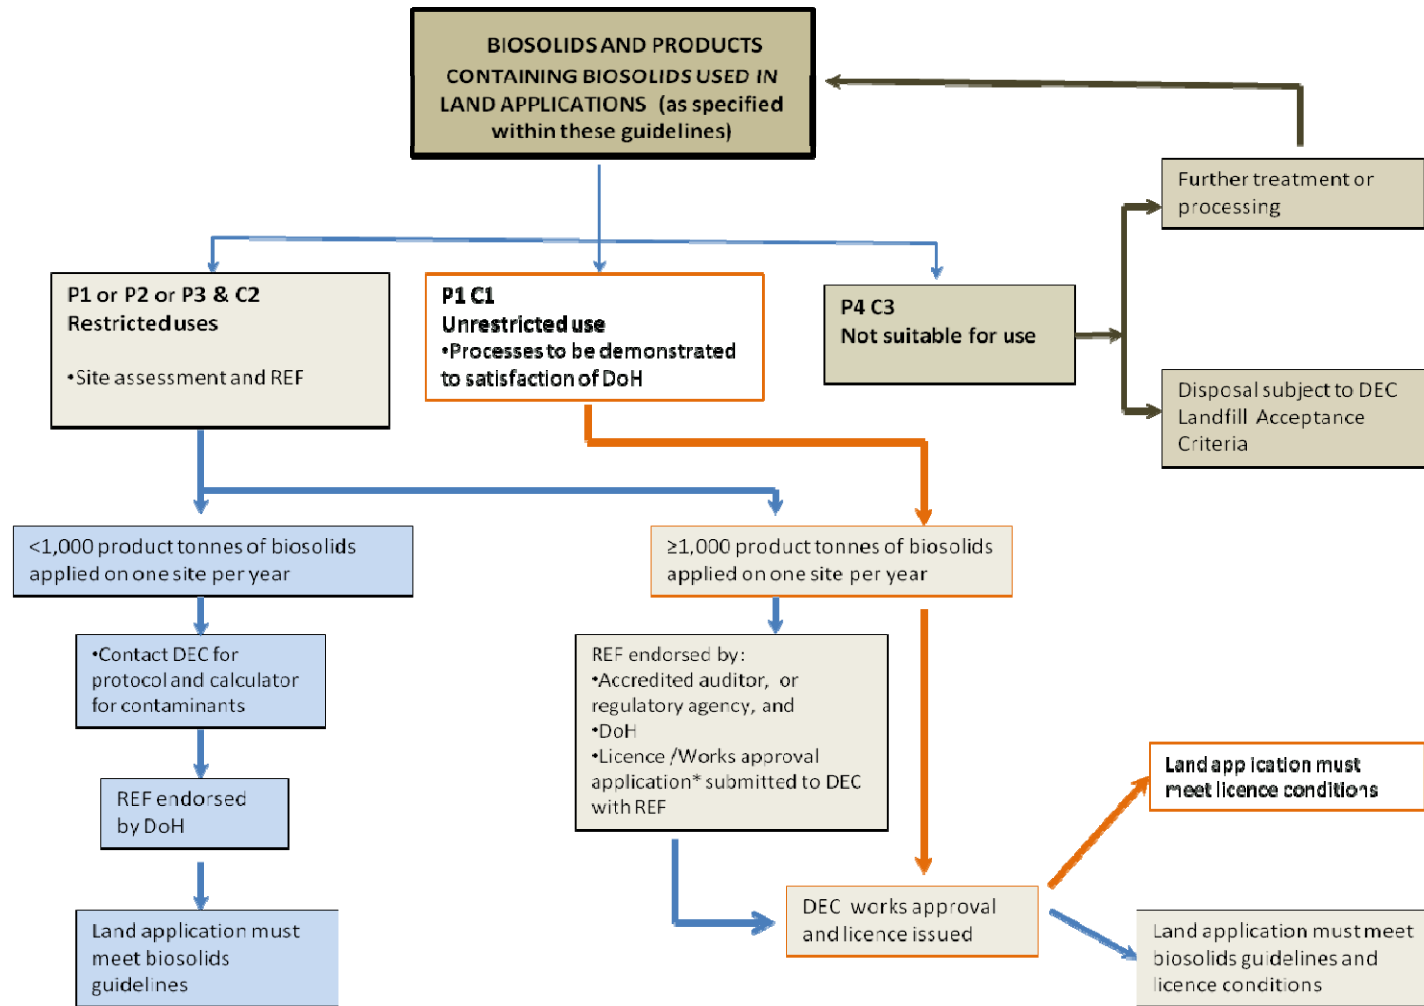 BIOSOLIDS AND PRODUCTS
CONTAINING BIOSOLIDS USED IN
LAND APPLICATIONS (as specified
within these guidelines)
Further treatment or
processing
P1 or P2 or P3 & C2
Restricted uses
•Site assessment and REF
P1 C1
Unrestricted use
•Processes to be demonstrated
to satisfaction of DoH
P4 C3
Not suitable for use
Disposal subject to DEC
Landfill Acceptance
Criteria
<1,000 product tonnes of biosolids
applied on one site per year
≥1,000 product tonnes of biosolids
applied on one site per year
•Contact DEC for
protocol and calculator
for contaminants
REF endorsed by:
•Accredited auditor, or
regulatory agency, and
•DoH
•Licence /Works approval
application* submitted to DEC
with REF
REF endorsed
by DoH
Land application must
meet licence conditions
Land application must
meet biosolids
guidelines
DEC works approval
and licence issued
Land application must meet
biosolids guidelines and
licence conditions